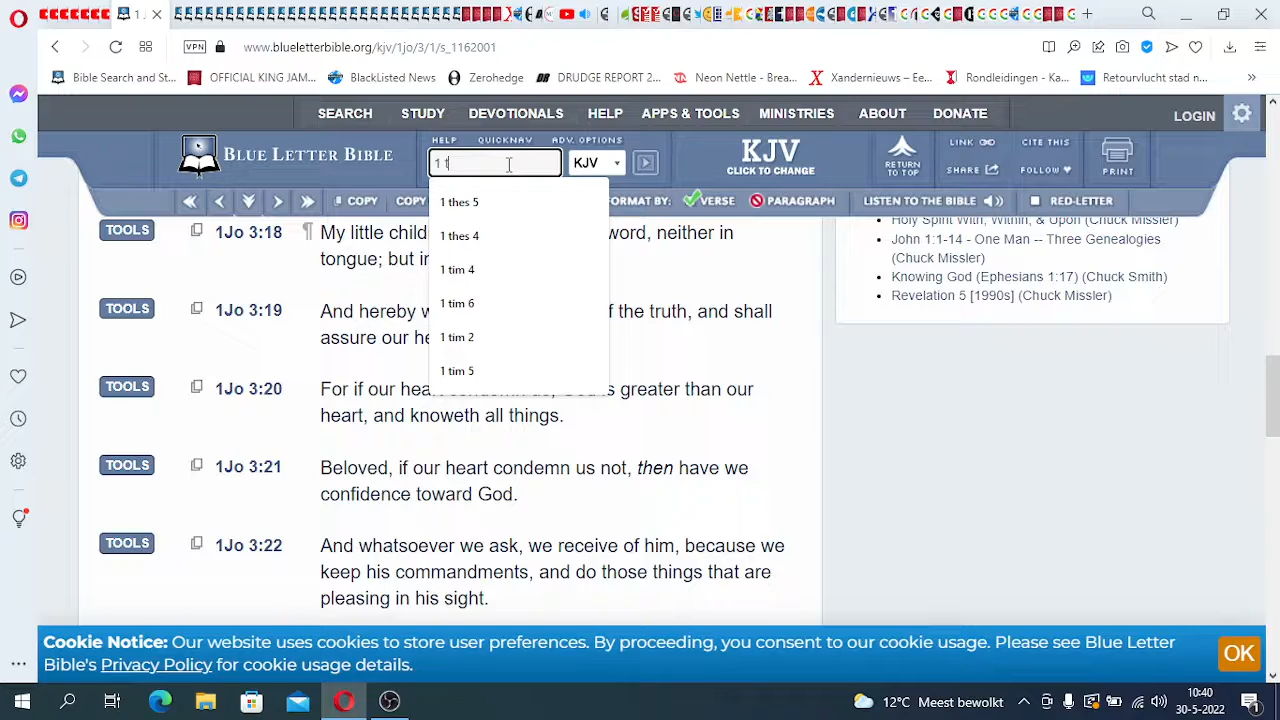 1 J
www.blueletterbible.org/kjv/1jo/3/1/s_1162001
VPN
Bible Search and St...
OFFICIAL KING JAM...
BlackListed News
Zerohedge
DRUDGE REPORT 2...
Neon Nettle - Brea...
Xandernieuws – Ee...
Rondleidingen - Ka...
Retourvlucht stad n...
SEARCH STUDY DEVOTIONALS HELP APPS & TOOLS MINISTRIES ABOUT DONATE
LOGIN
BLUE LETTER BIBLE
HELP QUICKNAV ADV. OPTIONS
1 t
KJV
KJV
CLICK TO CHANGE
RETURN
TO TOP
LINK
SHARE
CITE THIS
FOLLOW
PRINT
COPY
COPY
FORMAT BY:
VERSE
PARAGRAPH
LISTEN TO THE BIBLE
RED-LETTER
1 thes 5
1 thes 4
1 tim 4
1 tim 6
1 tim 2
1 tim 5
TOOLS 1Jo 3:18 ¶ My little child word, neither in
tongue; but in
TOOLS 1Jo 3:19 And hereby w f the truth, and shall
assure our he
TOOLS 1Jo 3:20 For if our heart condemn us, God is greater than our
heart, and knoweth all things.
TOOLS 1Jo 3:21 Beloved, if our heart condemn us not, then have we
confidence toward God.
TOOLS 1Jo 3:22 And whatsoever we ask, we receive of him, because we
keep his commandments, and do those things that are
pleasing in his sight.
Holy Spirit With, Within, & Upon (Chuck Missler)
• John 1:1-14 - One Man -- Three Genealogies
(Chuck Missler)
• Knowing God (Ephesians 1:17) (Chuck Smith)
• Revelation 5 [1990s] (Chuck Missler)
Cookie Notice: Our website uses cookies to store user preferences. By proceeding, you consent to our cookie usage. Please see Blue Letter
Bible's Privacy Policy for cookie usage details.
OK
12°C Meest bewolkt
10:40
30-5-2022